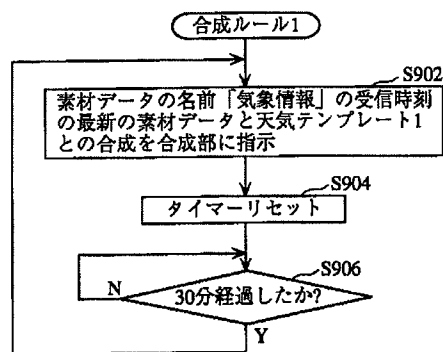 合成ルール1
S902
素材データの名前「気象情報」の受信時刻
の最新の素材データと天気テンプレート1
との合成を合成部に指示
S904
タイマーリセット
S906
30分経過したか?
N
Y